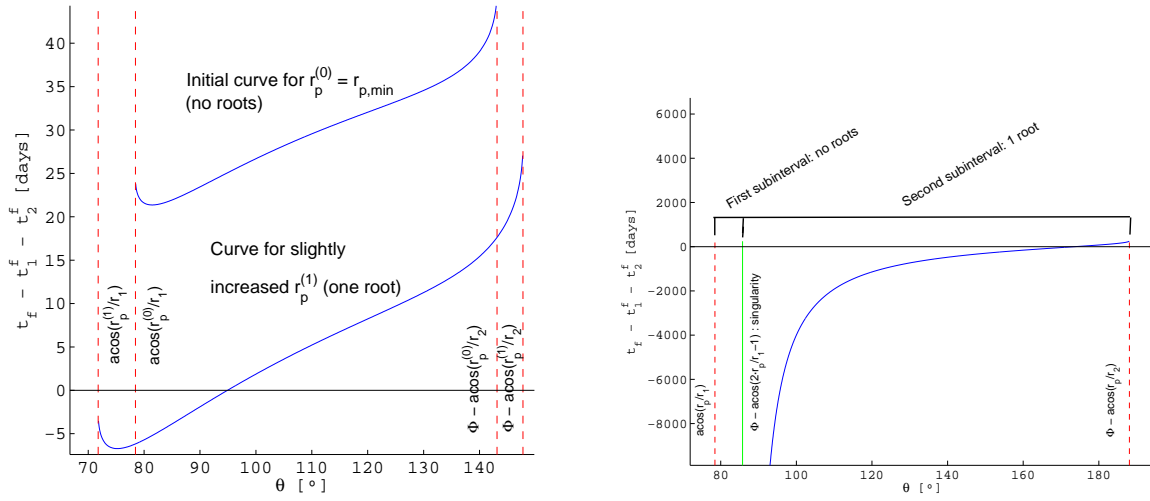 40
35
30
25
20
15
10
5
0
−5
t_f − t_1^f − t_2^f [days]
Initial curve for r_p^(0) = r_p,min
(no roots)
Curve for slightly
increased r_p^(1) (one root)
acos(r_p^(1)/r_1)
acos(r_p^(0)/r_1)
Φ − acos(r_p^(0)/r_2)
Φ − acos(r_p^(1)/r_2)
70 80 90 100 110 120 130 140
θ [°]
6000
4000
2000
0
−2000
−4000
−6000
−8000
t_f − t_1^f − t_2^f [days]
First subinterval: no roots
Second subinterval: 1 root
acos(r_p/r_1)
Φ − acos(2·r_p/r_1−1) : singularity
Φ − acos(r_p/r_2)
80 100 120 140 160 180
θ [°]